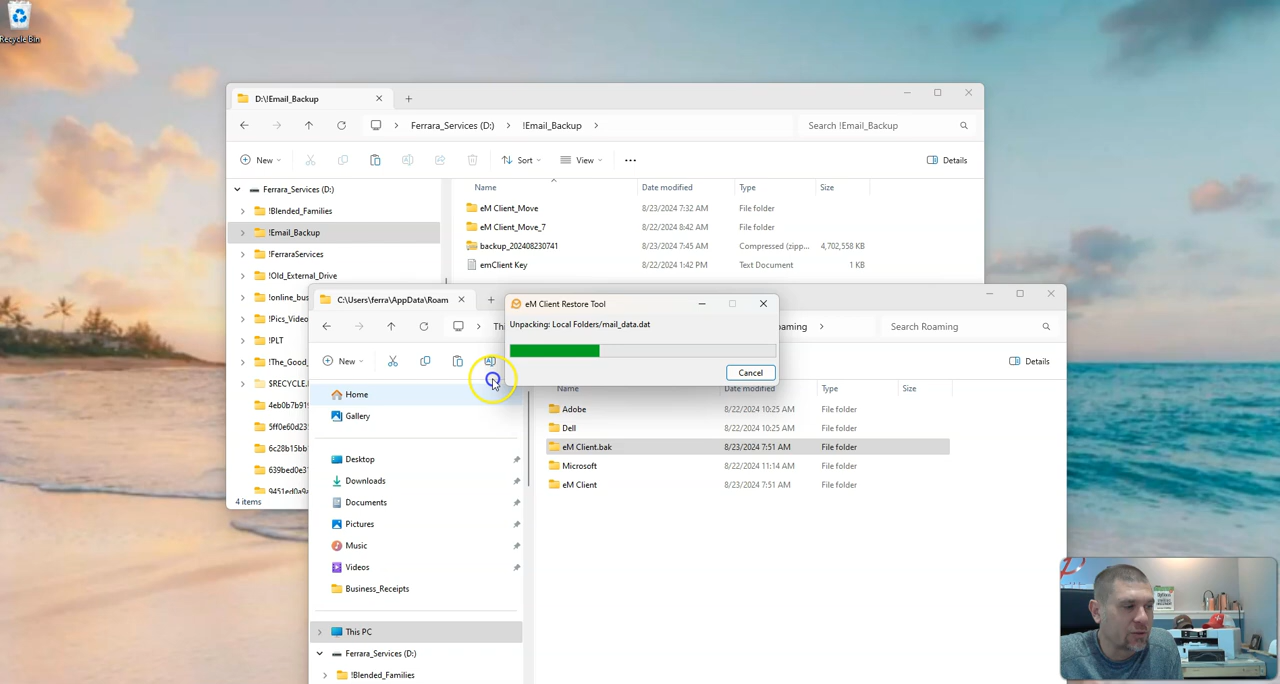 Recycle Bin
D:\!Email_Backup
Ferrara_Services (D:) > !Email_Backup >
Search !Email_Backup
New
Sort
View
Details
Ferrara_Services (D:)
!Blended_Families
!Email_Backup
!FerraraServices
!Old_External_Drive
!online_bus
!Pics_Video
!PLT
!The_Good_
$RECYCLE.
4eb0b7b91
5ff0e60d23
6c28b15bb
639bed0e3
9451ed0a9
4 items
Name Date modified Type Size
eM Client_Move 8/23/2024 7:32 AM File folder
eM Client_Move_7 8/22/2024 8:42 AM File folder
backup_202408230741 8/23/2024 7:45 AM Compressed (zipp... 4,702,558 KB
emClient Key 8/22/2024 1:42 PM Text Document 1 KB
C:\Users\ferra\AppData\Roam
Th
aming >
Search Roaming
New
Details
eM Client Restore Tool
Unpacking: Local Folders/mail_data.dat
Cancel
Home
Gallery
Desktop
Downloads
Documents
Pictures
Music
Videos
Business_Receipts
This PC
Ferrara_Services (D:)
!Blended_Families
Name Date modified Type Size
Adobe 8/22/2024 10:25 AM File folder
Dell 8/22/2024 10:25 AM File folder
eM Client.bak 8/23/2024 7:51 AM File folder
Microsoft 8/22/2024 11:14 AM File folder
eM Client 8/23/2024 7:51 AM File folder